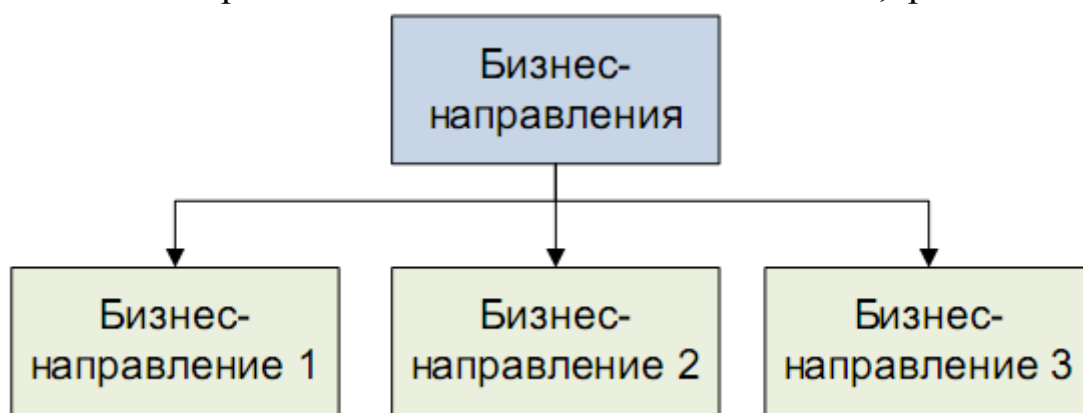 Бизнес-
направления
Бизнес-
направление 1
Бизнес-
направление 2
Бизнес-
направление 3